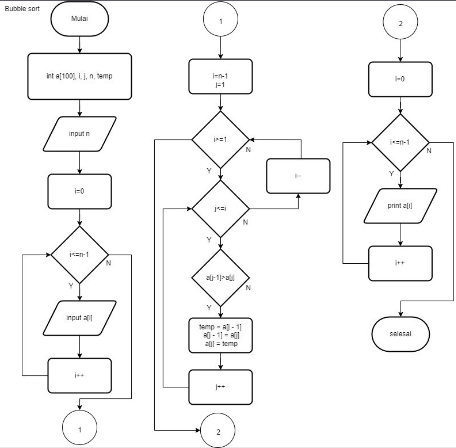 Bubble sort
Mulai
int a[100], i, j, n, temp
input n
i=0
i<=n-1
Y
N
input a[i]
i++
1
1
i=n-1
j=1
i>=1
N
Y
i--
j<=i
N
Y
a[j-1]>a[j]
N
Y
temp = a[j - 1]
a[j - 1] = a[j]
a[j] = temp
j++
2
2
i=0
i<=n-1
N
Y
print a[i]
i++
selesai